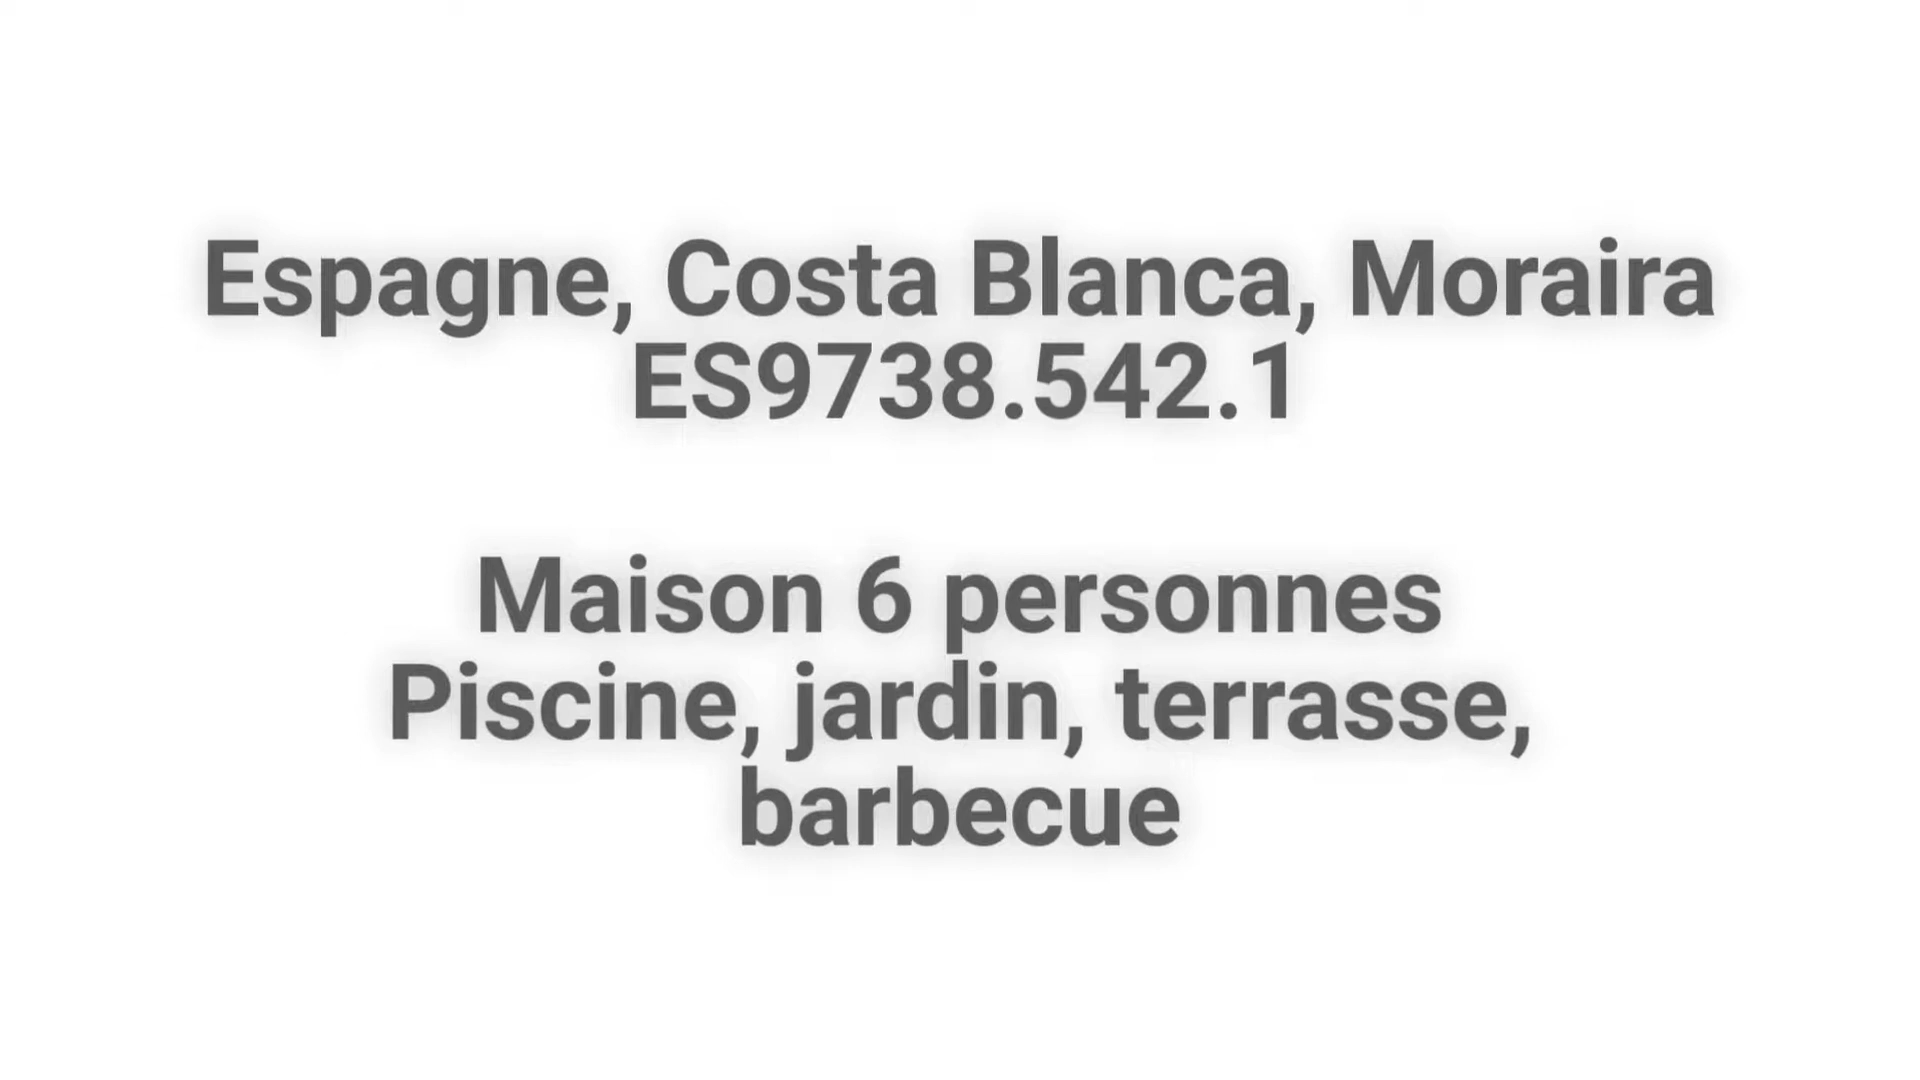 Espagne, Costa Blanca, Moraira
ES9738.542.1
Maison 6 personnes
Piscine, jardin, terrasse,
barbecue